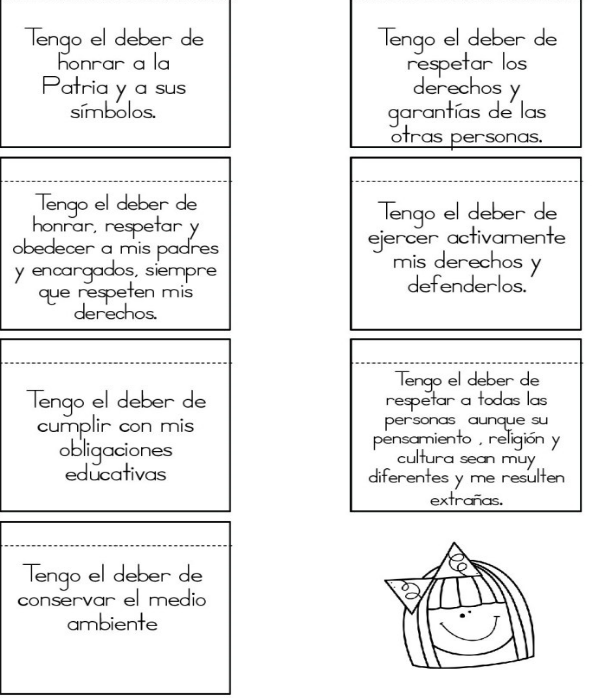 Tengo el deber de
honrar a la
Patria y a sus
símbolos.
Tengo el deber de
respetar los
derechos y
garantías de las
otras personas.
Tengo el deber de
honrar, respetar y
obedecer a mis padres
y encargados, siempre
que respeten mis
derechos.
Tengo el deber de
ejercer activamente
mis derechos y
defenderlos.
Tengo el deber de
cumplir con mis
obligaciones
educativas
Tengo el deber de
respetar a todas las
personas aunque su
pensamiento , religión y
cultura sean muy
diferentes y me resulten
extrañas.
Tengo el deber de
conservar el medio
ambiente